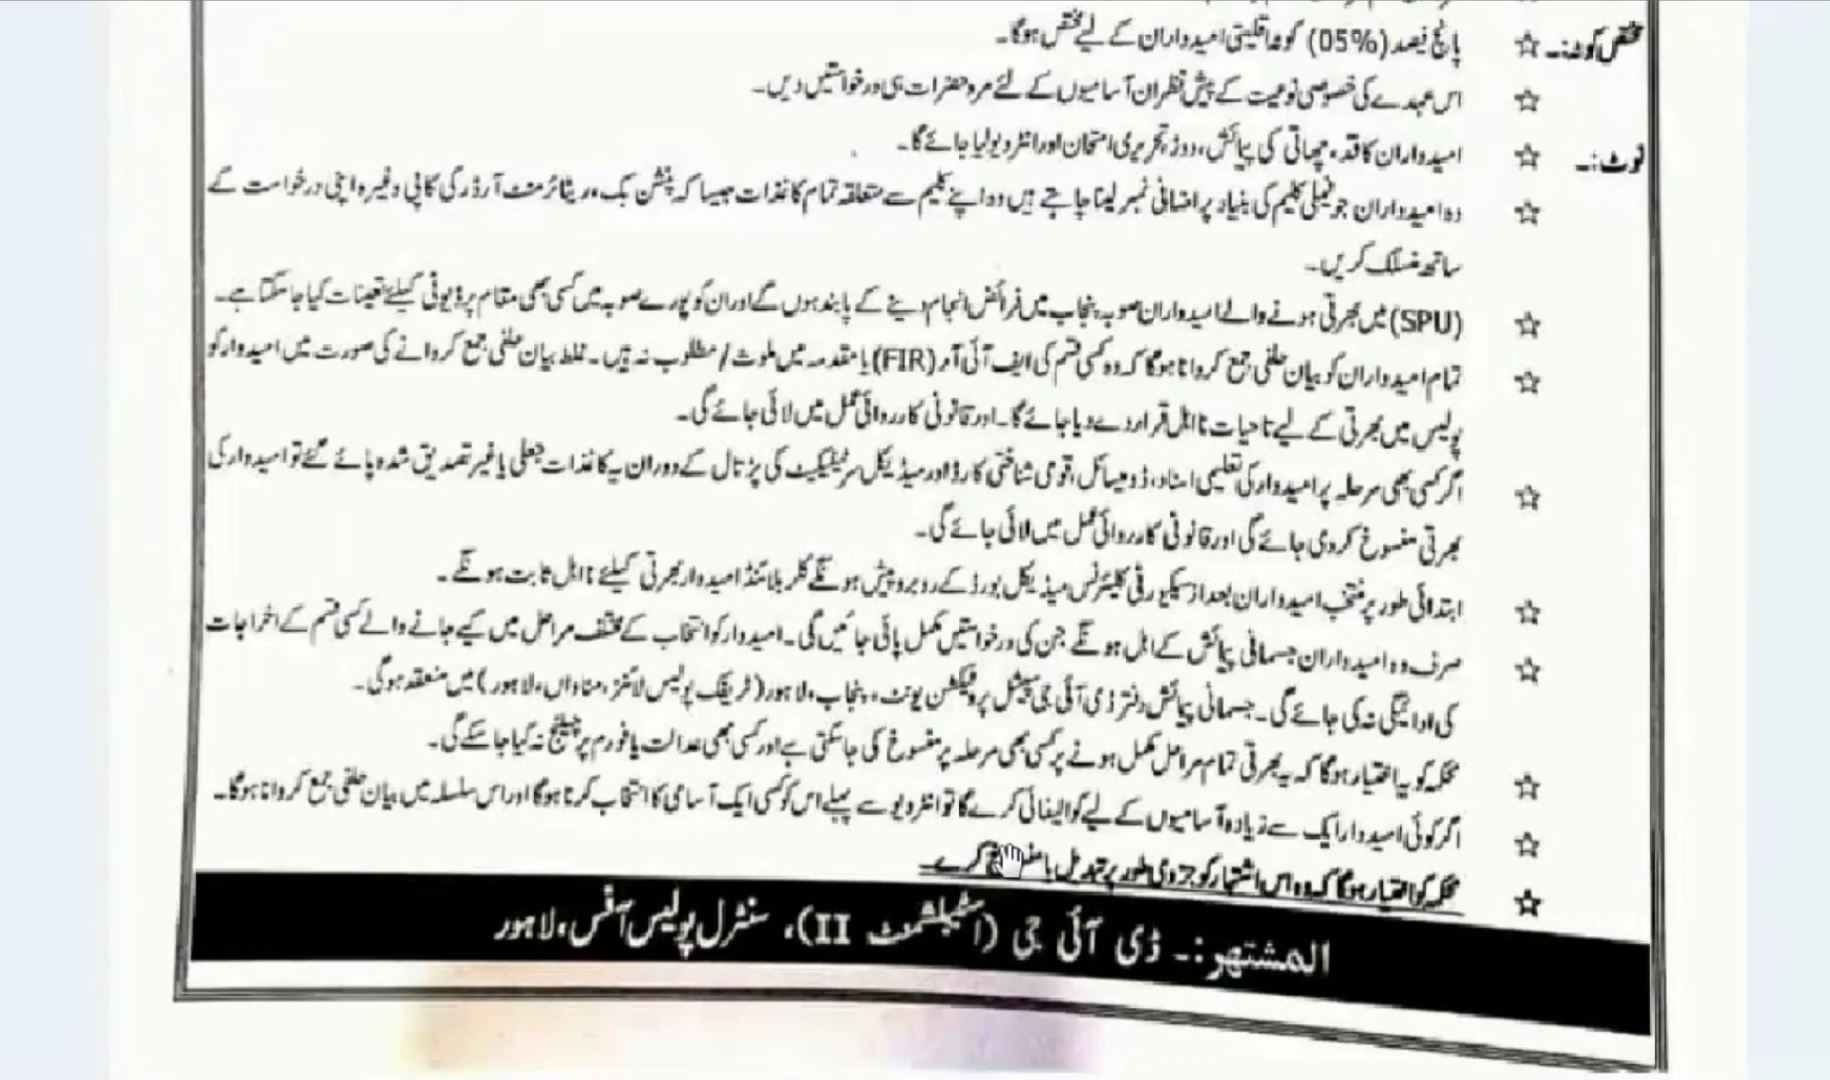 مختص کوٹہ:۔ ☆ پانچ فیصد (05%) کوٹہ اقلیتی امیدواران کے لیے مختص ہوگا۔
☆ اس عہدے کی خصوصی نوعیت کے پیش نظر ان آسامیوں کے لئے مرد حضرات ہی درخواستیں دیں۔
نوٹ:۔ ☆ امیدواران کا قد، چھاتی کی پیمائش، دوڑ، تحریری امتحان اور انٹرویو لیا جائے گا۔
☆ وہ امیدواران جو فیملی کلیم کی بنیاد پر اضافی نمبر لینا چاہتے ہیں وہ اپنے کلیم سے متعلقہ تمام کاغذات جیسا کہ پنشن بک، ریٹائرمنٹ آرڈر کی کاپی وغیرہ اپنی درخواست کے
ساتھ منسلک کریں۔
☆ (SPU) میں بھرتی ہونے والے امیدواران صوبہ پنجاب میں فرائض انجام دینے کے پابند ہوں گے اور ان کو پورے صوبہ میں کسی بھی مقام پر ڈیوٹی کیلئے تعینات کیا جا سکتا ہے۔
☆ تمام امیدواران کو بیان حلفی جمع کروانا ہوگا کہ وہ کسی قسم کی ایف آئی آر (FIR) یا مقدمہ میں ملوث / مطلوب نہ ہیں۔ غلط بیان حلفی جمع کروانے کی صورت میں امیدوار کو
پولیس میں بھرتی کے لیے تاحیات نااہل قرار دے دیا جائے گا۔ اور قانونی کارروائی عمل میں لائی جائے گی۔
☆ اگر کسی بھی مرحلہ پر امیدوار کی تعلیمی اسناد، ڈومیسائل، قومی شناختی کارڈ اور میڈیکل سرٹیفکیٹ کی پڑتال کے دوران یہ کاغذات جعلی یا غیر تصدیق شدہ پائے گئے تو امیدوار کی
بھرتی منسوخ کر دی جائے گی اور قانونی کارروائی عمل میں لائی جائے گی۔
☆ ابتدائی طور پر منتخب امیدواران بعد از سیکیورٹی کلیئرنس میڈیکل بورڈ کے روبرو پیش ہونگے کلر بلائنڈ امیدوار بھرتی کیلئے نااہل ثابت ہونگے۔
☆ صرف وہ امیدواران جسمانی پیمائش کے اہل ہونگے جن کی درخواستیں مکمل پائی جائیں گی۔ امیدوار کو انتخاب کے مختلف مراحل میں کیے جانے والے کسی قسم کے اخراجات
کی ادائیگی نہ کی جائے گی۔ جسمانی پیمائش دفتر ڈی آئی جی سپیشل پروٹیکشن یونٹ، پنجاب، لاہور (ٹریفک پولیس لائنز، مناواں، لاہور) میں منعقد ہوگی۔
☆ محکمہ کو یہ اختیار ہوگا کہ یہ بھرتی تمام مراحل مکمل ہونے پر کسی بھی مرحلہ پر منسوخ کی جا سکتی ہے اور کسی بھی عدالت یا فورم پر چیلنج نہ کیا جا سکے گی۔
☆ اگر کوئی امیدوار ایک سے زیادہ آسامیوں کے لیے کوالیفائی کرے گا تو انٹرویو سے پہلے اس کو کسی ایک آسامی کا انتخاب کرنا ہوگا اور اس سلسلہ میں بیان حلفی جمع کروانا ہوگا۔
☆ محکمہ کو اختیار ہوگا کہ وہ اس اشتہار کو جزوی طور پر تبدیل یا کرے۔
المشتہر:۔ ڈی آئی جی (اسٹیبلشمنٹ II)، سنٹرل پولیس آفس، لاہور